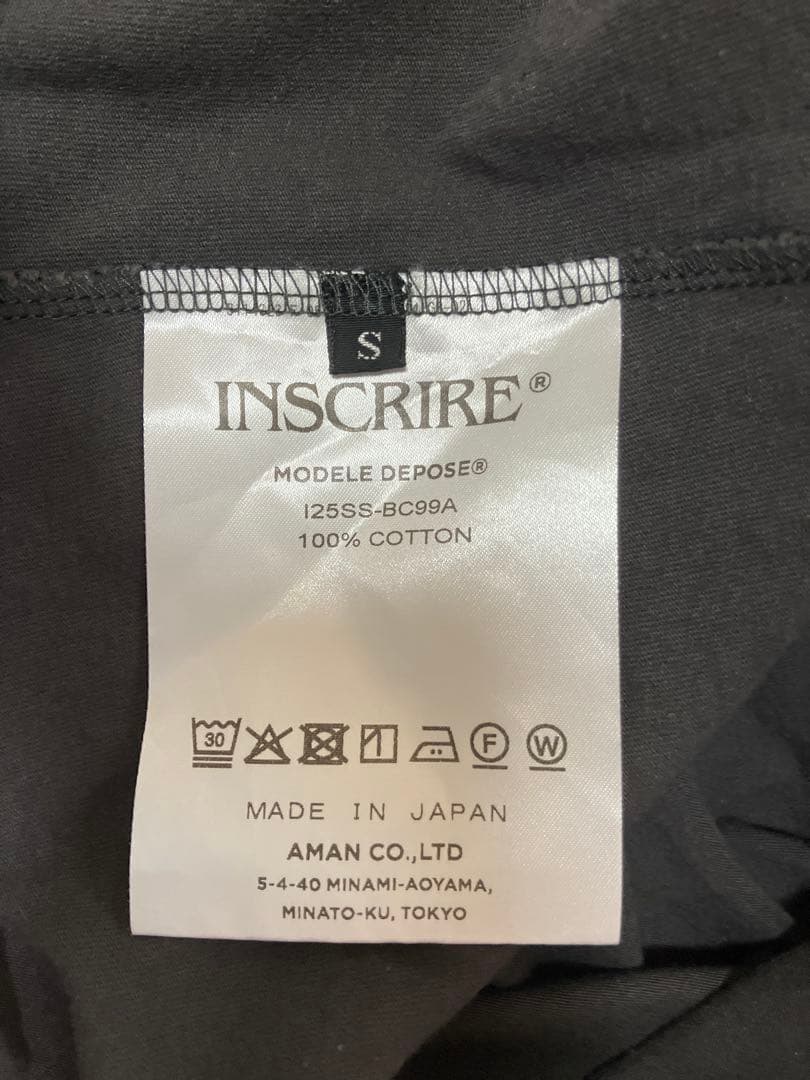 S
INSCRIRE®
MODELE DEPOSE®
I25SS-BC99A
100% COTTON
30 F W
MADE IN JAPAN
AMAN CO.,LTD
5-4-40 MINAMI-AOYAMA,
MINATO-KU, TOKYO